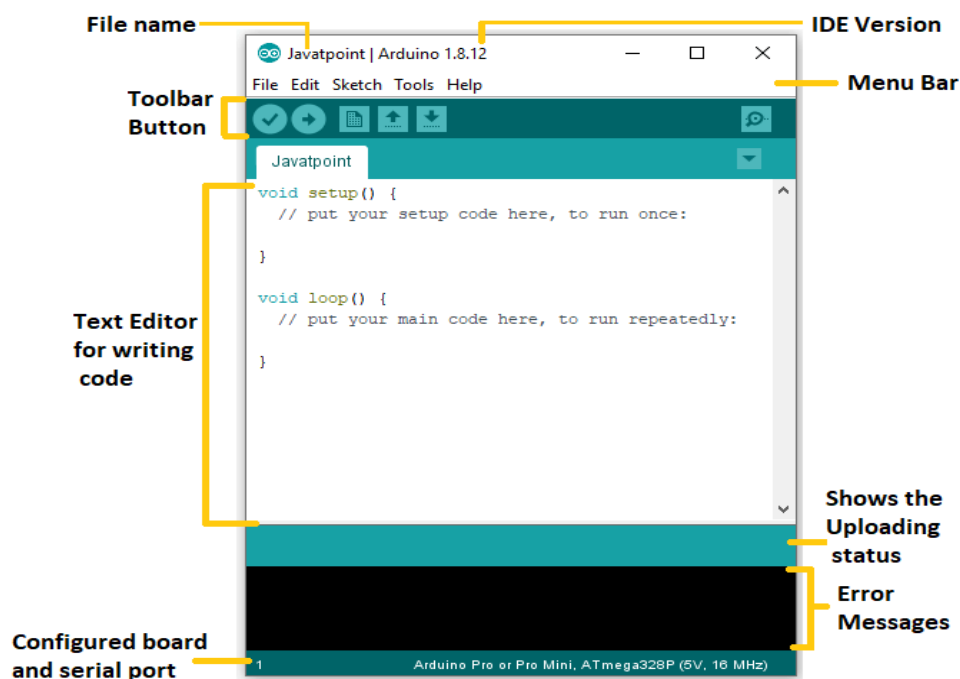 File name
IDE Version
Javatpoint | Arduino 1.8.12
File Edit Sketch Tools Help
Menu Bar
Toolbar
Button
Javatpoint
void setup() {
// put your setup code here, to run once:
}
void loop() {
// put your main code here, to run repeatedly:
}
Text Editor
for writing
code
Shows the
Uploading
status
Error
Messages
Configured board
and serial port
1
Arduino Pro or Pro Mini, ATmega328P (5V, 16 MHz)